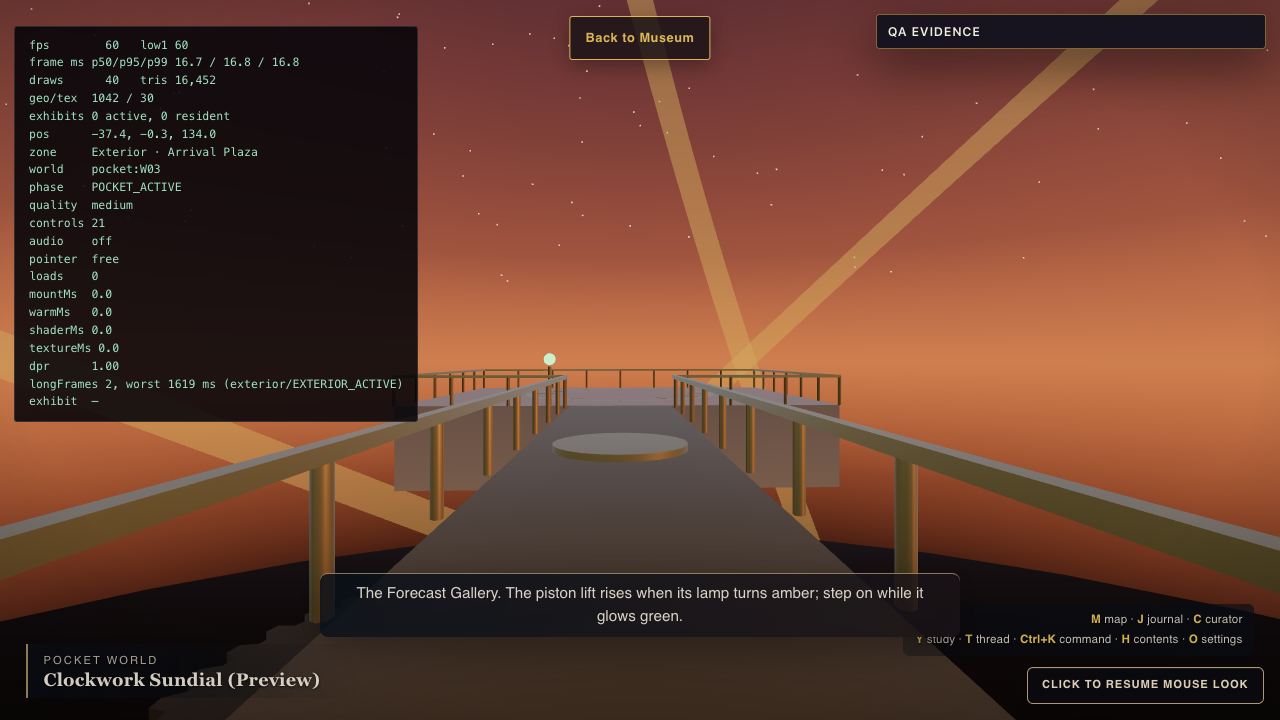 fps 60 low1 60
frame ms p50/p95/p99 16.7 / 16.8 / 16.8
draws 40 tris 16,452
geo/tex 1042 / 30
exhibits 0 active, 0 resident
pos −37.4, −0.3, 134.0
zone Exterior · Arrival Plaza
world pocket:W03
phase POCKET_ACTIVE
quality medium
controls 21
audio off
pointer free
loads 0
mountMs 0.0
warmMs 0.0
shaderMs 0.0
textureMs 0.0
dpr 1.00
longFrames 2, worst 1619 ms (exterior/EXTERIOR_ACTIVE)
exhibit —
Back to Museum
QA EVIDENCE
The Forecast Gallery. The piston lift rises when its lamp turns amber; step on while it
glows green.
M map · J journal · C curator
Y study · T thread · Ctrl+K command · H contents · O settings
POCKET WORLD
Clockwork Sundial (Preview)
CLICK TO RESUME MOUSE LOOK